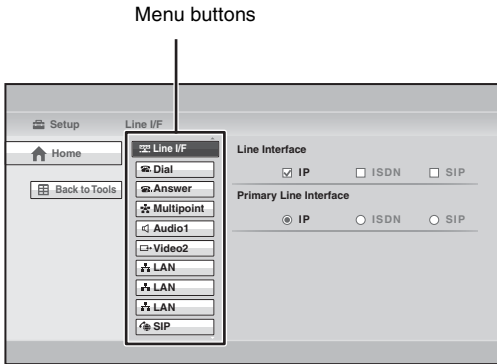 Menu buttons
Setup
Line I/F
Home
Back to Tools
Line I/F
Dial
Answer
Multipoint
Audio1
Video2
LAN
LAN
LAN
SIP
Line Interface
IP ISDN SIP
Primary Line Interface
IP ISDN SIP